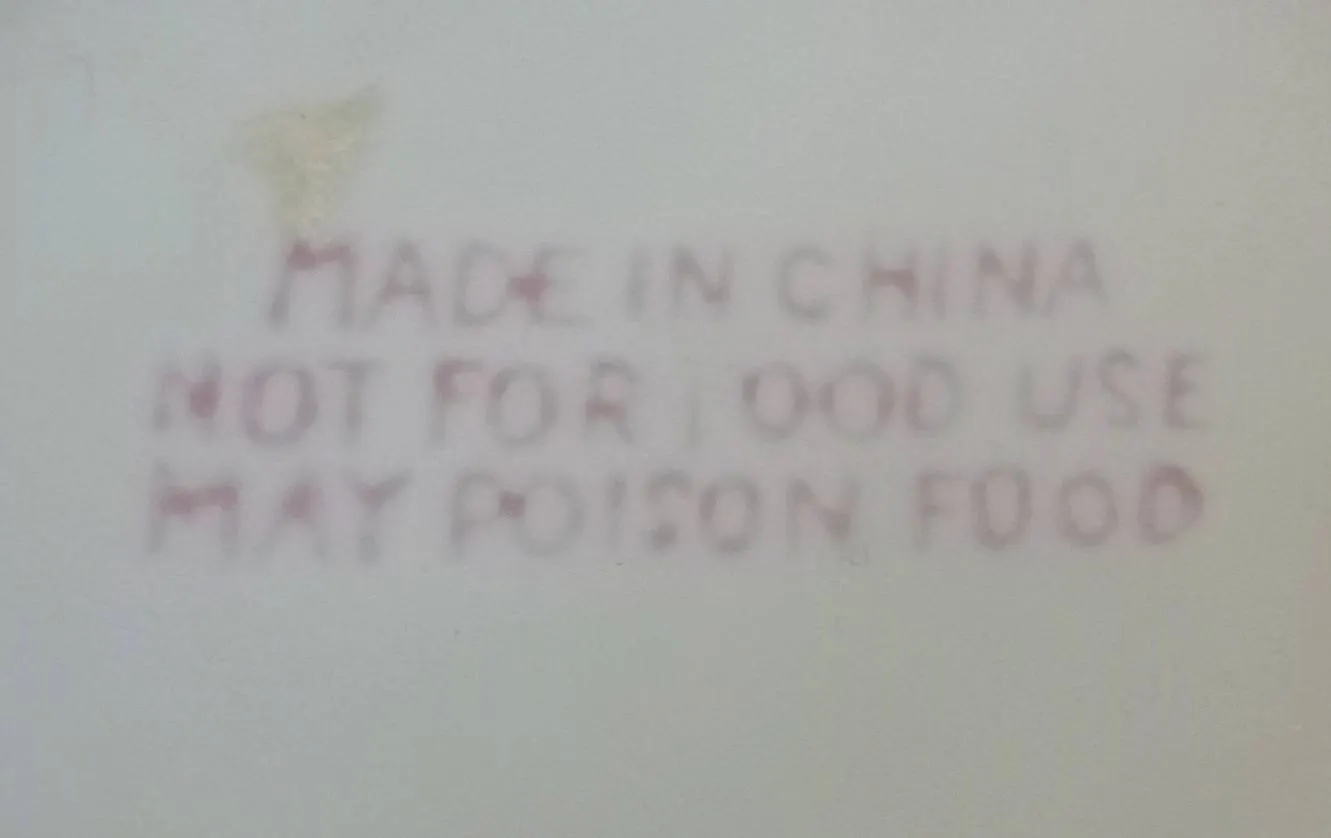 MADE IN CHINA
NOT FOR FOOD USE
MAY POISON FOOD